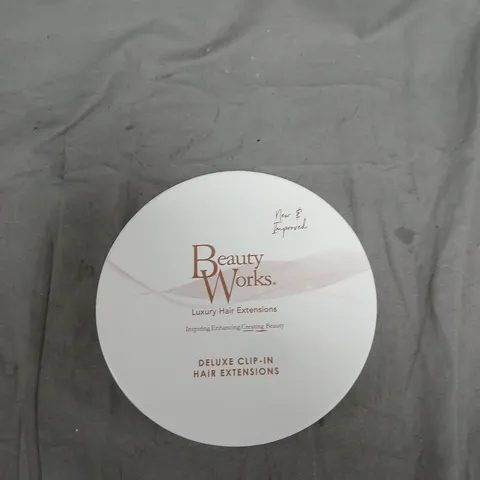 New &
Improved
Beauty
Works®
Luxury Hair Extensions
Inspiring, Enhancing, Creating Beauty
DELUXE CLIP-IN
HAIR EXTENSIONS